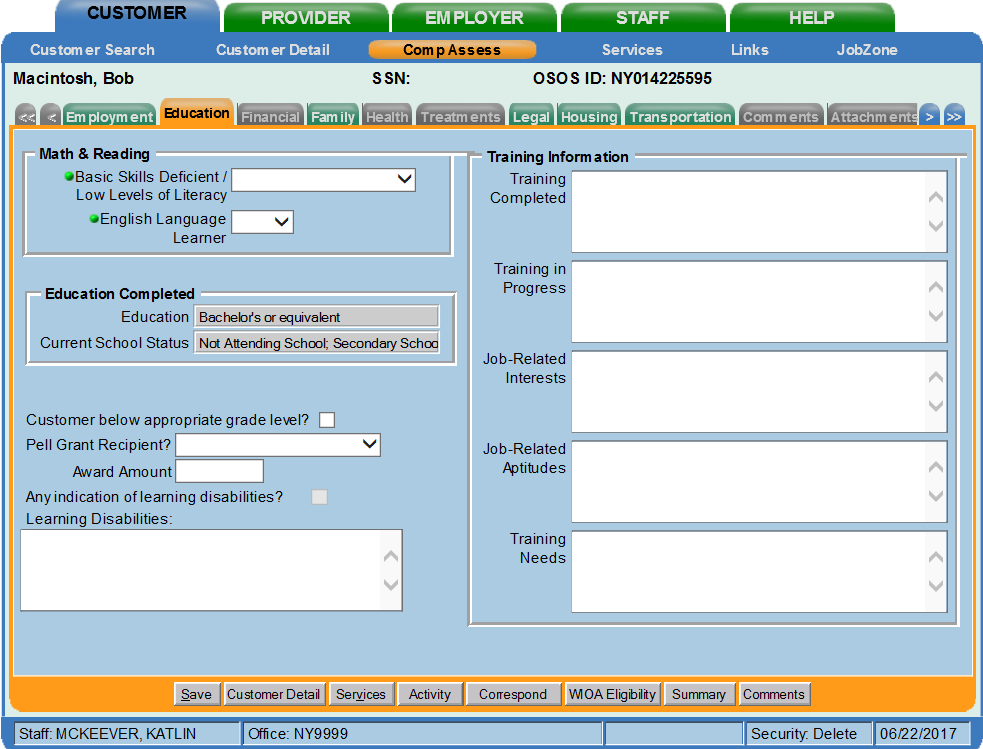 CUSTOMER PROVIDER EMPLOYER STAFF HELP
Customer Search Customer Detail Comp Assess Services Links JobZone
Macintosh, Bob SSN: OSOS ID: NY014225595
<< < Employment Education Financial Family Health Treatments Legal Housing Transportation Comments Attachments > >>
Math & Reading
Basic Skills Deficient /
Low Levels of Literacy
English Language
Learner
Education Completed
Education Bachelor's or equivalent
Current School Status Not Attending School; Secondary Schoo
Customer below appropriate grade level?
Pell Grant Recipient?
Award Amount
Any indication of learning disabilities?
Learning Disabilities:
Training Information
Training
Completed
Training in
Progress
Job-Related
Interests
Job-Related
Aptitudes
Training
Needs
Save Customer Detail Services Activity Correspond WIOA Eligibility Summary Comments
Staff: MCKEEVER, KATLIN Office: NY9999 Security: Delete 06/22/2017